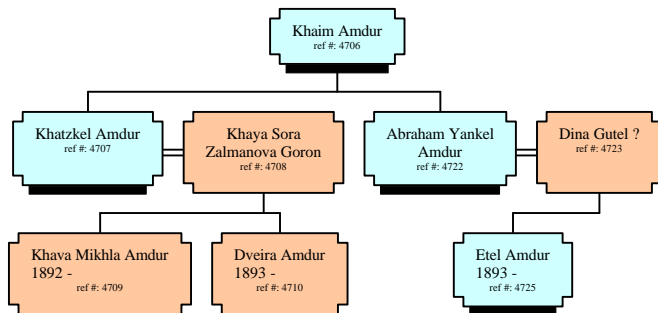 Khaim Amdur
ref #: 4706
Khatzkel Amdur
ref #: 4707
Khaya Sora
Zalmanova Goron
ref #: 4708
Abraham Yankel
Amdur
ref #: 4722
Dina Gutel ?
ref #: 4723
Khava Mikhla Amdur
1892 -
ref #: 4709
Dveira Amdur
1893 -
ref #: 4710
Etel Amdur
1893 -
ref #: 4725